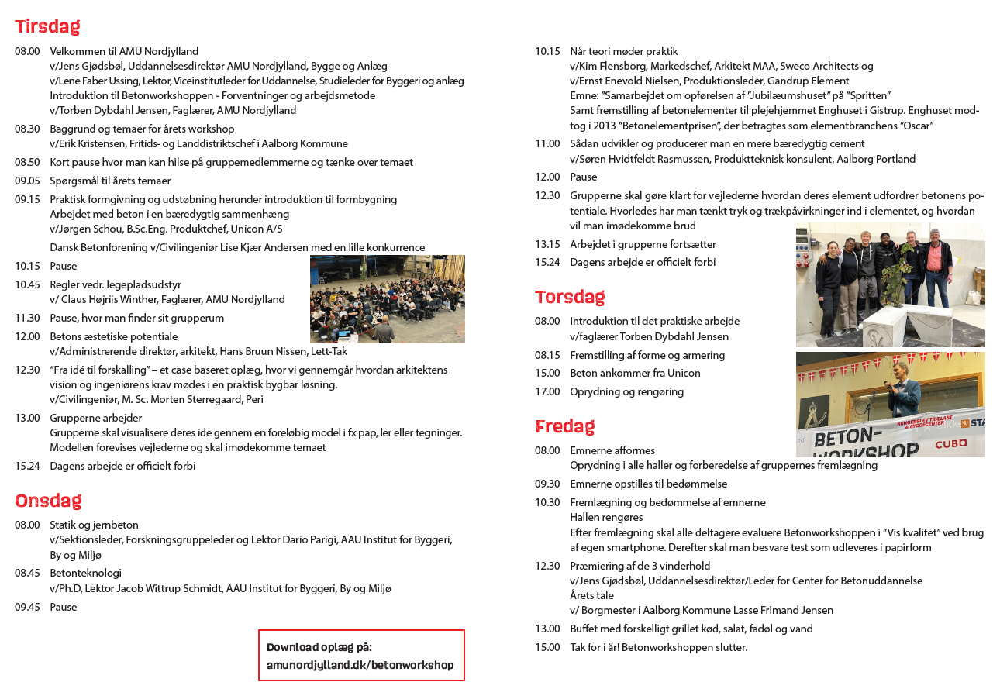 Tirsdag
08.00 Velkommen til AMU Nordjylland
v/Jens Gjødsbøl, Uddannelsesdirektør AMU Nordjylland, Bygge og Anlæg
v/Lene Faber Ussing, Lektor, Viceinstitutleder for Uddannelse, Studieleder for Byggeri og anlæg
Introduktion til Betonworkshoppen - Forventninger og arbejdsmetode
v/Torben Dybdahl Jensen, Faglærer, AMU Nordjylland
08.30 Baggrund og temaer for årets workshop
v/Erik Kristensen, Fritids- og Landdistriktschef i Aalborg Kommune
08.50 Kort pause hvor man kan hilse på gruppemedlemmerne og tænke over temaet
09.05 Spørgsmål til årets temaer
09.15 Praktisk formgivning og udstøbning herunder introduktion til formbygning
Arbejdet med beton i en bæredygtig sammenhæng
v/Jørgen Schou, B.Sc.Eng. Produktchef, Unicon A/S
Dansk Betonforening v/Civilingeniør Lise Kjær Andersen med en lille konkurrence
10.15 Pause
10.45 Regler vedr. legepladsudstyr
v/ Claus Højriis Winther, Faglærer, AMU Nordjylland
11.30 Pause, hvor man finder sit grupperum
12.00 Betons æstetiske potentiale
v/Administrerende direktør, arkitekt, Hans Bruun Nissen, Lett-Tak
12.30 “Fra idé til forskalling” – et case baseret oplæg, hvor vi gennemgår hvordan arkitektens
vision og ingeniørens krav mødes i en praktisk bygbar løsning.
v/Civilingeniør, M. Sc. Morten Sterregaard, Peri
13.00 Grupperne arbejder
Grupperne skal visualisere deres ide gennem en foreløbig model i fx pap, ler eller tegninger.
Modellen forevises vejlederne og skal imødekomme temaet
15.24 Dagens arbejde er officielt forbi
Onsdag
08.00 Statik og jernbeton
v/Sektionsleder, Forskningsgruppeleder og Lektor Dario Parigi, AAU Institut for Byggeri,
By og Miljø
08.45 Betonteknologi
v/Ph.D, Lektor Jacob Wittrup Schmidt, AAU Institut for Byggeri, By og Miljø
09.45 Pause
Download oplæg på:
amunordjylland.dk/betonworkshop
10.15 Når teori møder praktik
v/Kim Flensborg, Markedschef, Arkitekt MAA, Sweco Architects og
v/Ernst Enevold Nielsen, Produktionsleder, Gandrup Element
Emne: ”Samarbejdet om opførelsen af ”Jubilæumshuset” på ”Spritten”
Samt fremstilling af betonelementer til plejehjemmet Enghuset i Gistrup. Enghuset mod-
tog i 2013 ”Betonelementprisen”, der betragtes som elementbranchens ”Oscar”
11.00 Sådan udvikler og producerer man en mere bæredygtig cement
v/Søren Hvidtfeldt Rasmussen, Produktteknisk konsulent, Aalborg Portland
12.00 Pause
12.30 Grupperne skal gøre klart for vejlederne hvordan deres element udfordrer betonens po-
tentiale. Hvorledes har man tænkt tryk og trækpåvirkninger ind i elementet, og hvordan
vil man imødekomme brud
13.15 Arbejdet i grupperne fortsætter
15.24 Dagens arbejde er officielt forbi
Torsdag
08.00 Introduktion til det praktiske arbejde
v/faglærer Torben Dybdahl Jensen
08.15 Fremstilling af forme og armering
15.00 Beton ankommer fra Unicon
17.00 Oprydning og rengøring
KONGERSLEV TRÆLAST
& BYGGECENTER
STA
BETON-
WORKSHOP
CUBO
Fredag
08.00 Emnerne afformes
Oprydning i alle haller og forberedelse af gruppernes fremlægning
09.30 Emnerne opstilles til bedømmelse
10.30 Fremlægning og bedømmelse af emnerne
Hallen rengøres
Efter fremlægning skal alle deltagere evaluere Betonworkshoppen i ”Vis kvalitet” ved brug
af egen smartphone. Derefter skal man besvare test som udleveres i papirform
12.30 Præmiering af de 3 vinderhold
v/Jens Gjødsbøl, Uddannelsesdirektør/Leder for Center for Betonuddannelse
Årets tale
v/ Borgmester i Aalborg Kommune Lasse Frimand Jensen
13.00 Buffet med forskelligt grillet kød, salat, fadøl og vand
15.00 Tak for i år! Betonworkshoppen slutter.